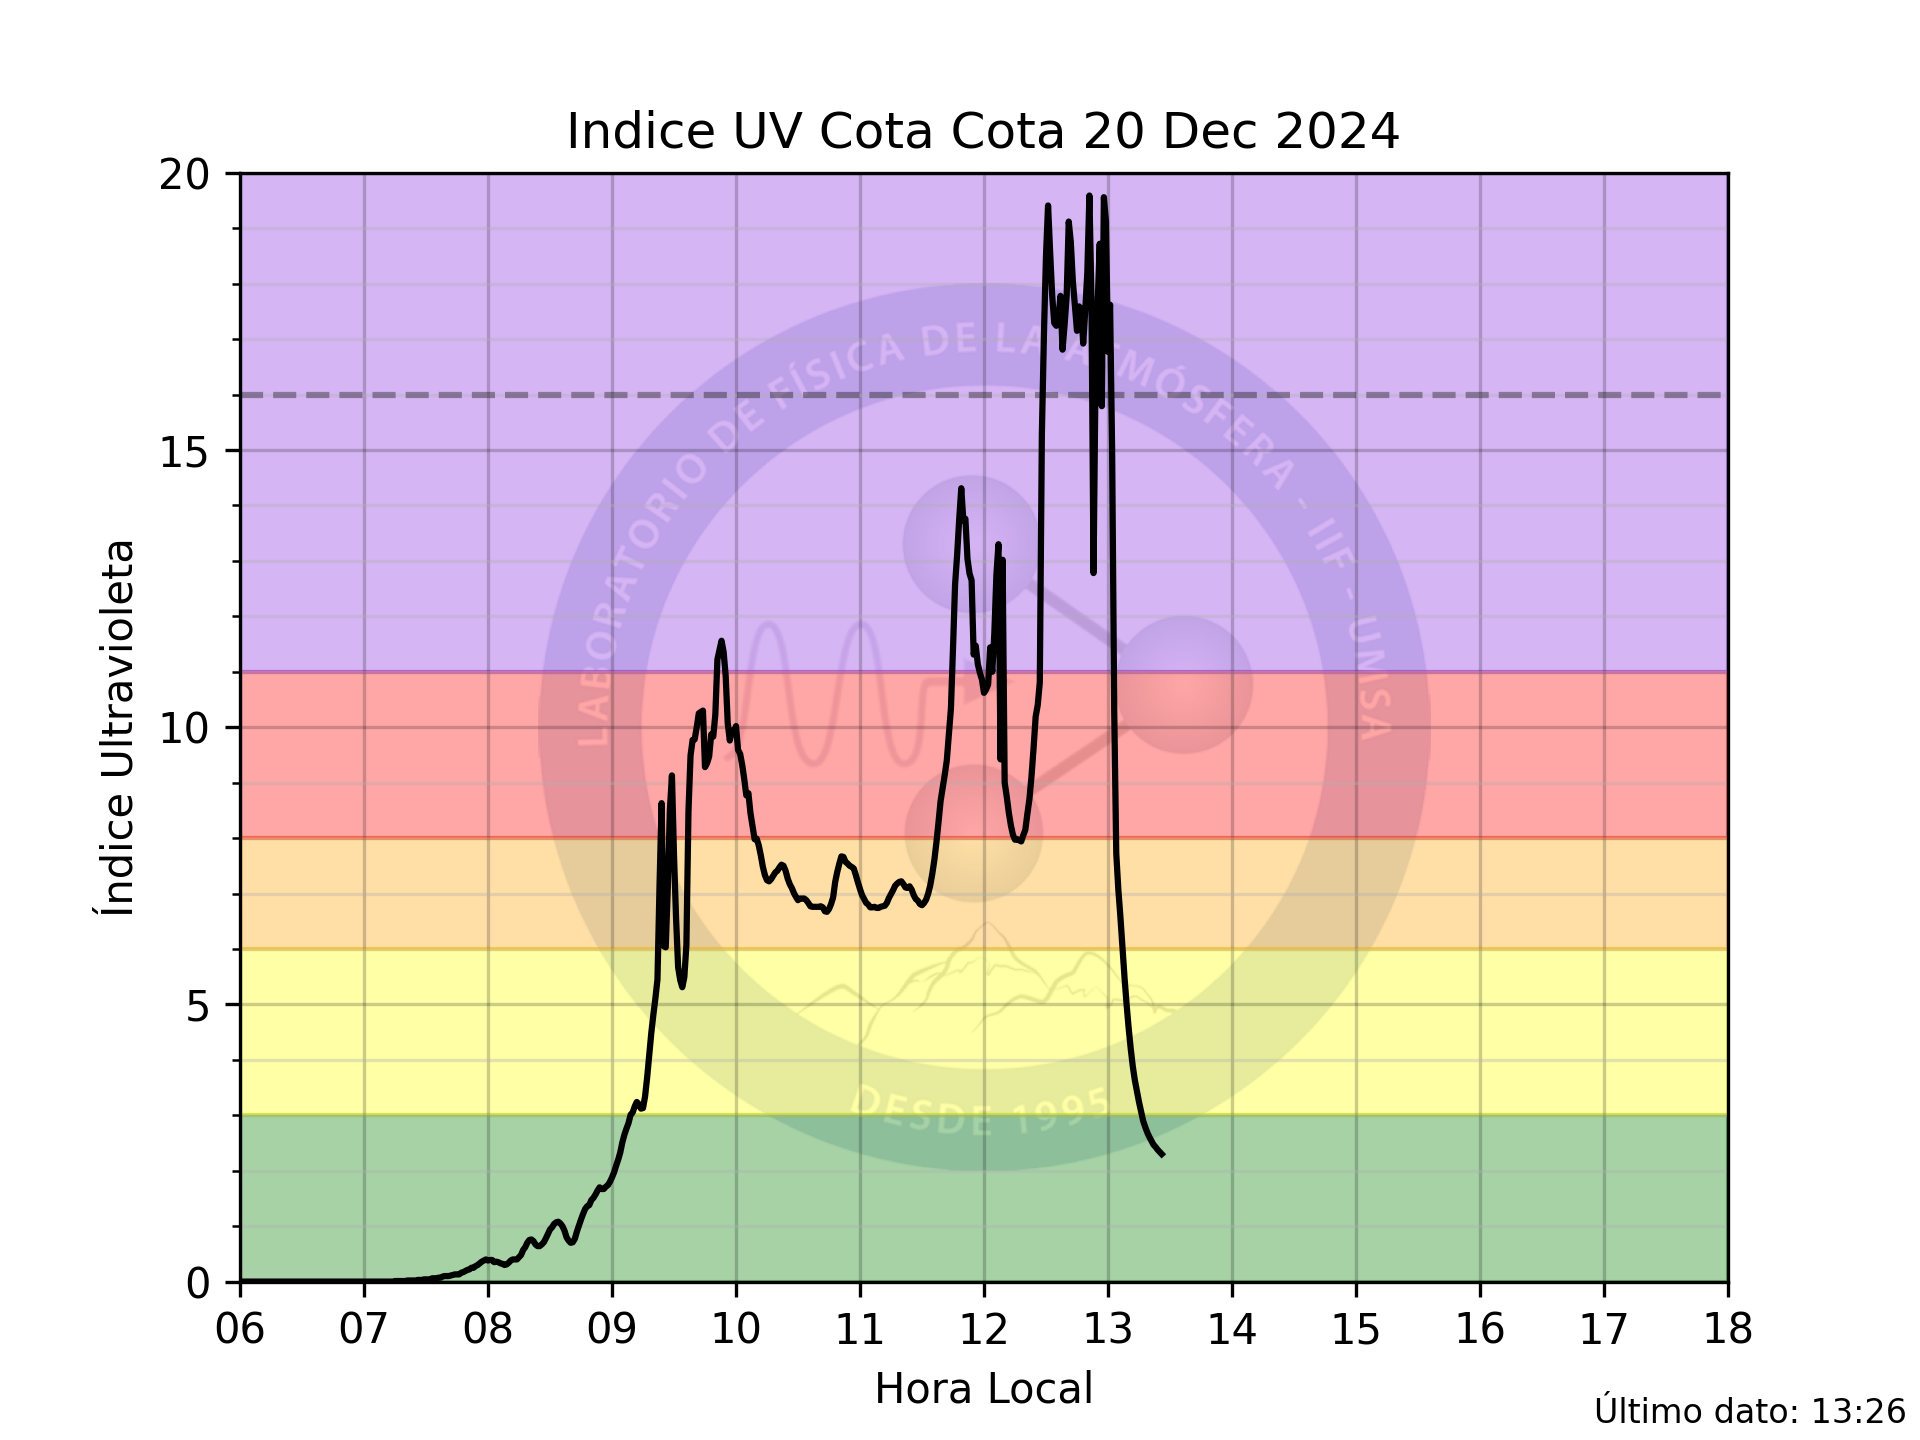 Indice UV Cota Cota 20 Dec 2024
20
15
10
5
0
Índice Ultravioleta
LABORATORIO DE FÍSICA DE LA ATMÓSFERA - IIF - UMSA
DESDE 1995
06 07 08 09 10 11 12 13 14 15 16 17 18
Hora Local
Último dato: 13:26